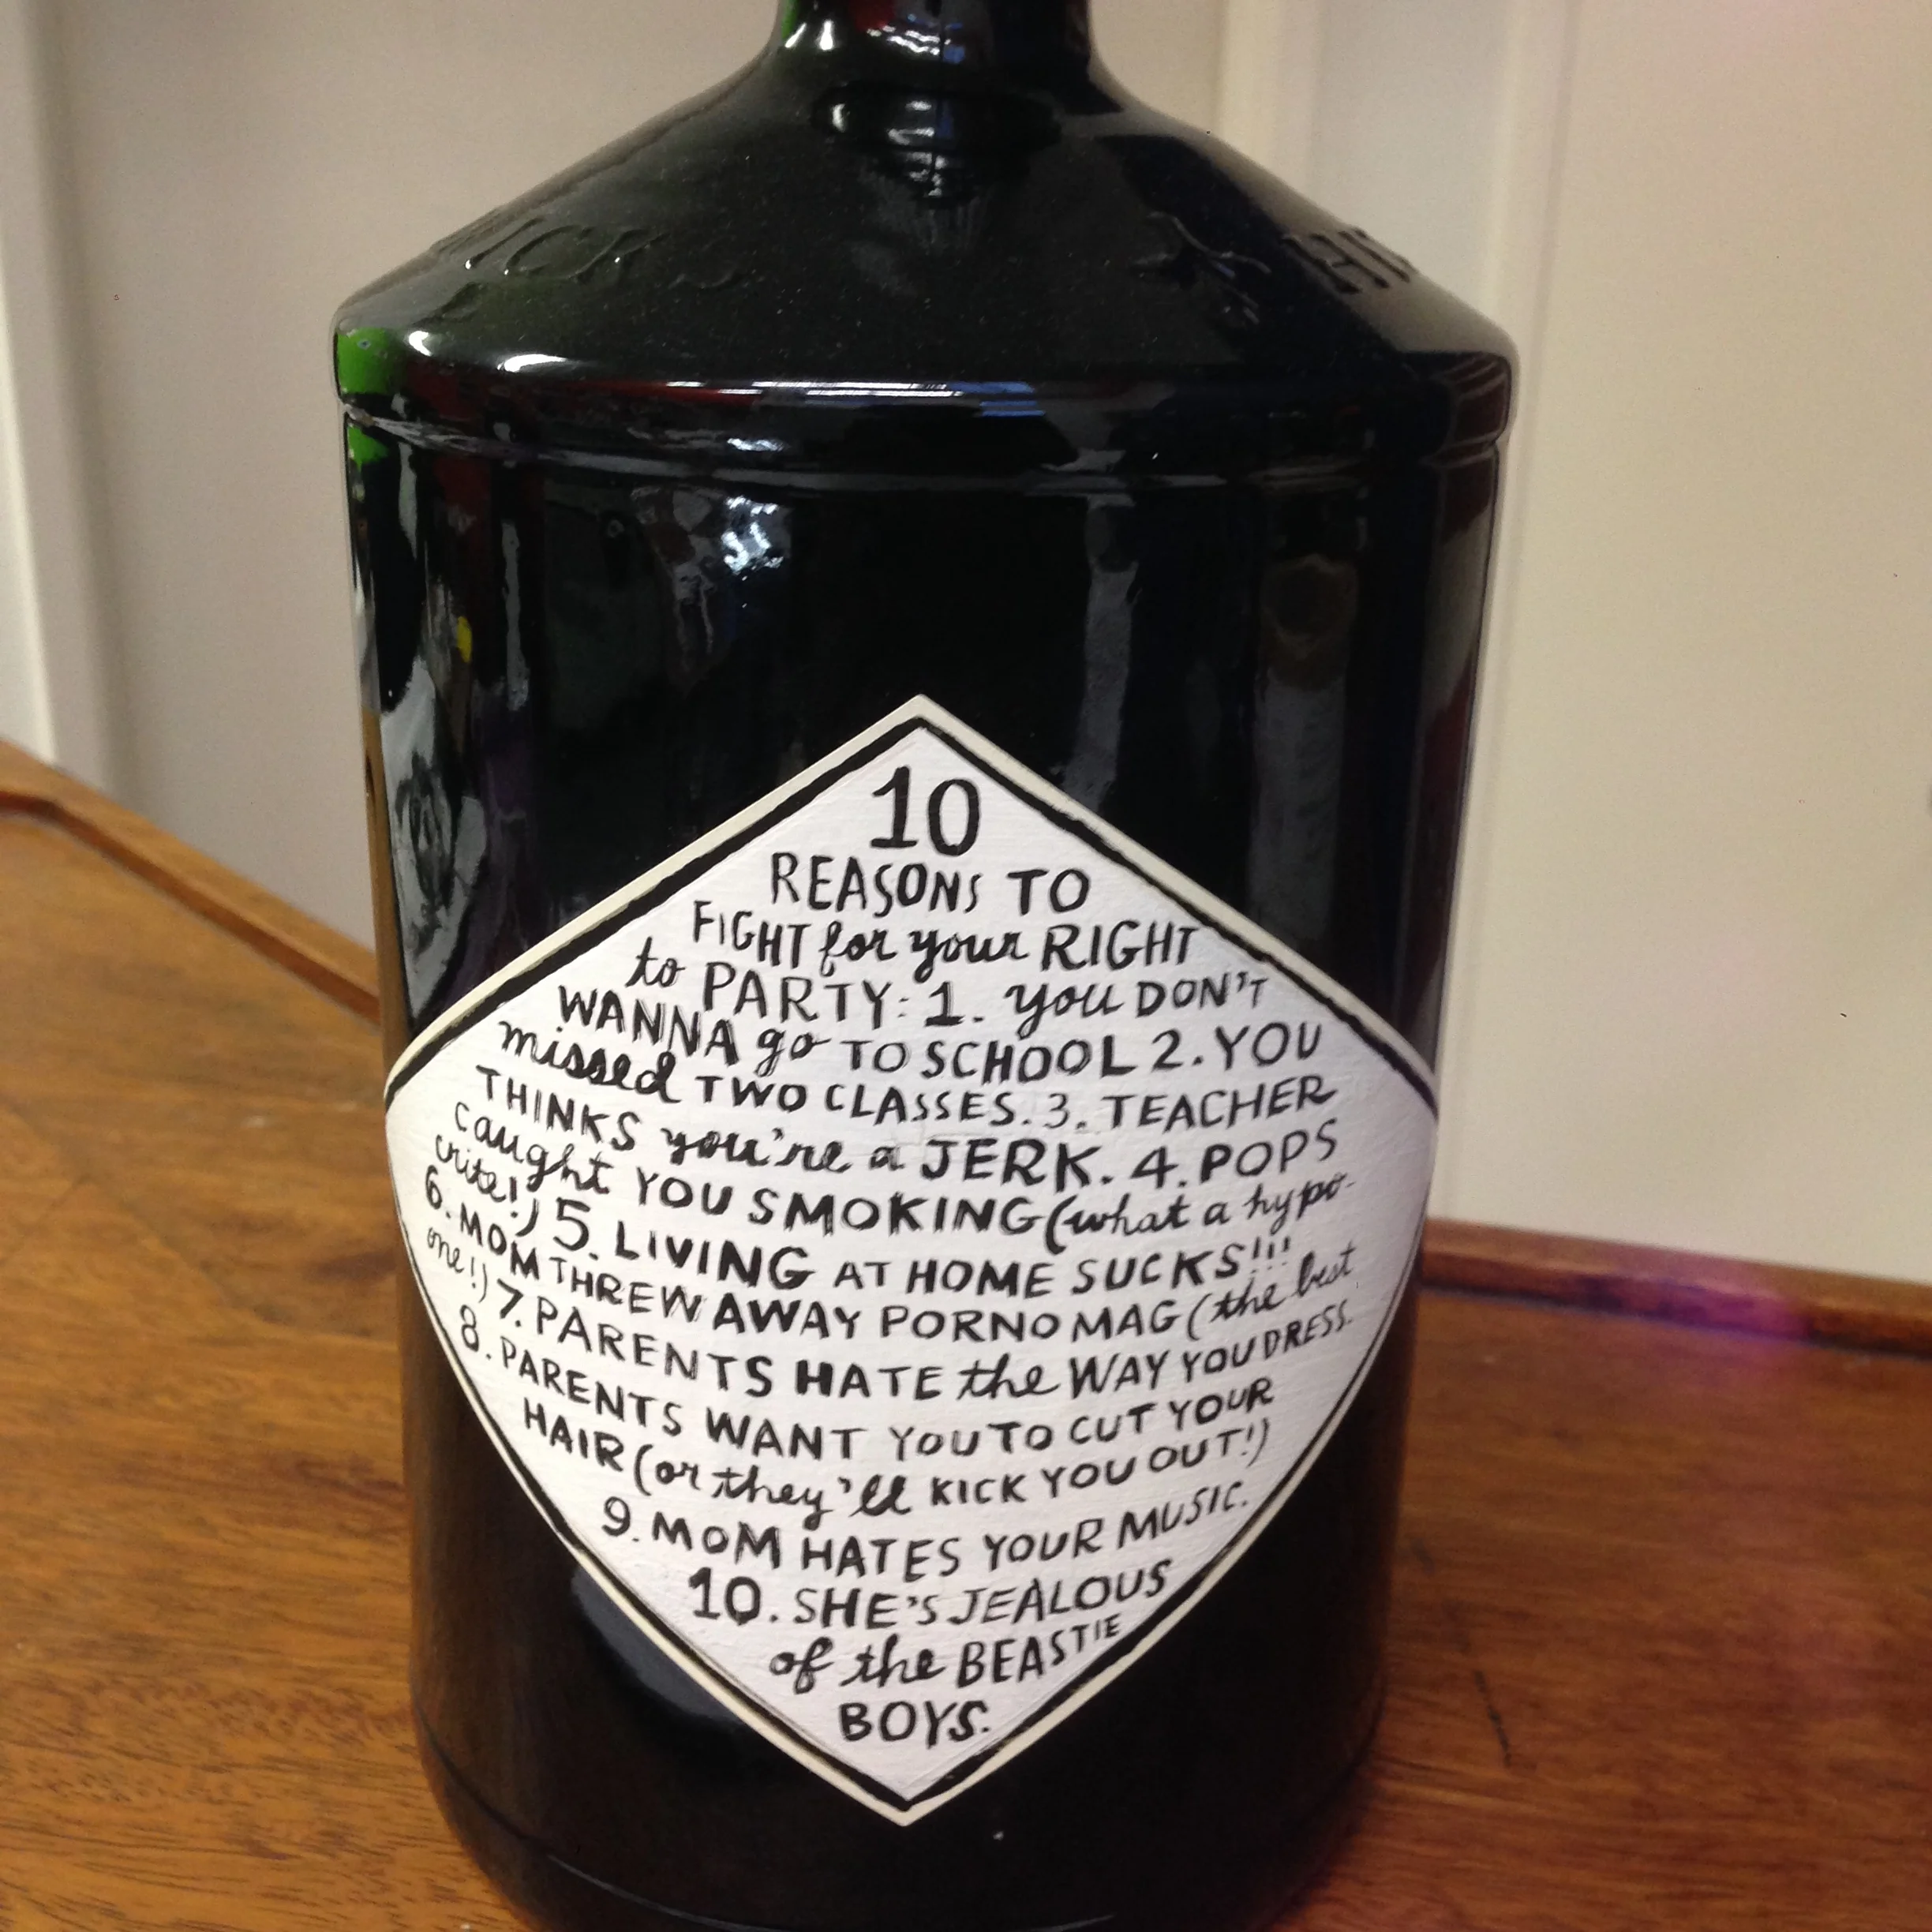 10
REASONS TO
FIGHT for your RIGHT
to PARTY: 1. you DON'T
WANNA go TO SCHOOL 2. YOU
missed TWO CLASSES. 3. TEACHER
THINKS you're a JERK. 4. POPS
caught YOU SMOKING (what a hypo-
crite!) 5. LIVING AT HOME SUCKS!!!
6. MOM THREW AWAY PORNO MAG (the best
one!) 7. PARENTS HATE the WAY YOU DRESS.
8. PARENTS WANT YOU TO CUT YOUR
HAIR (or they'll KICK YOU OUT!)
9. MOM HATES YOUR MUSIC.
10. SHE'S JEALOUS
of the BEASTIE
BOYS.